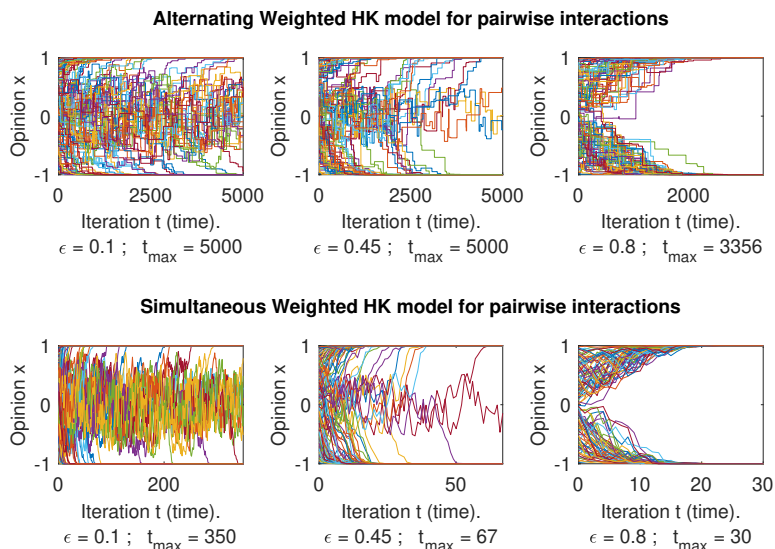 Alternating Weighted HK model for pairwise interactions
Opinion x
1
0
-1
0 2500 5000
Iteration t (time).
ϵ = 0.1 ; t_max = 5000
Opinion x
1
0
-1
0 2500 5000
Iteration t (time).
ϵ = 0.45 ; t_max = 5000
Opinion x
1
0
-1
0 2000
Iteration t (time).
ϵ = 0.8 ; t_max = 3356
Simultaneous Weighted HK model for pairwise interactions
Opinion x
1
0
-1
0 200
Iteration t (time).
ϵ = 0.1 ; t_max = 350
Opinion x
1
0
-1
0 50
Iteration t (time).
ϵ = 0.45 ; t_max = 67
Opinion x
1
0
-1
0 10 20 30
Iteration t (time).
ϵ = 0.8 ; t_max = 30